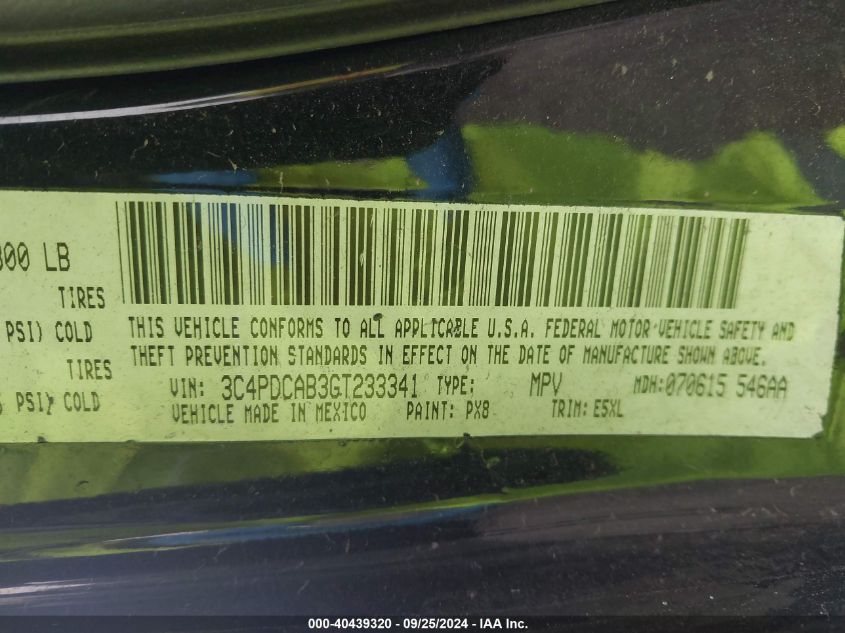 300 LB
TIRES
PSI) COLD
TIRES
PSI) COLD
THIS VEHICLE CONFORMS TO ALL APPLICABLE U.S.A. FEDERAL MOTOR VEHICLE SAFETY AND
THEFT PREVENTION STANDARDS IN EFFECT ON THE DATE OF MANUFACTURE SHOWN ABOVE.
VIN: 3C4PDCAB3GT233341 TYPE: MPV MDH:070615 546AA
VEHICLE MADE IN MEXICO PAINT: PX8 TRIM: E5XL
000-40439320 - 09/25/2024 - IAA Inc.